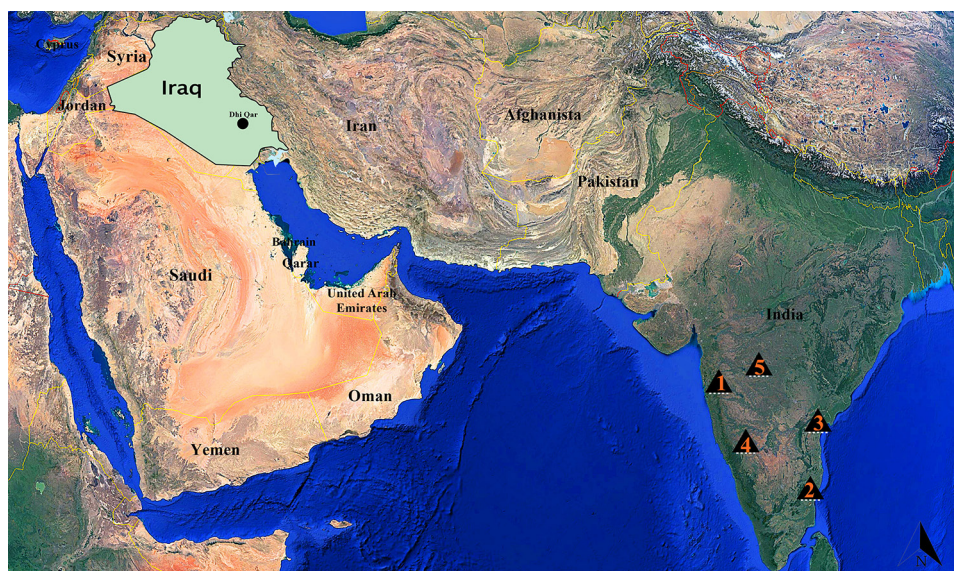 Cyprus
Syria
Iraq
Jordan
Dhi Qar
Iran
Afghanista
Pakistan
Bahrain
Qarar
Saudi
United Arab
Emirates
India
Oman
Yemen
1
5
3
4
2
N